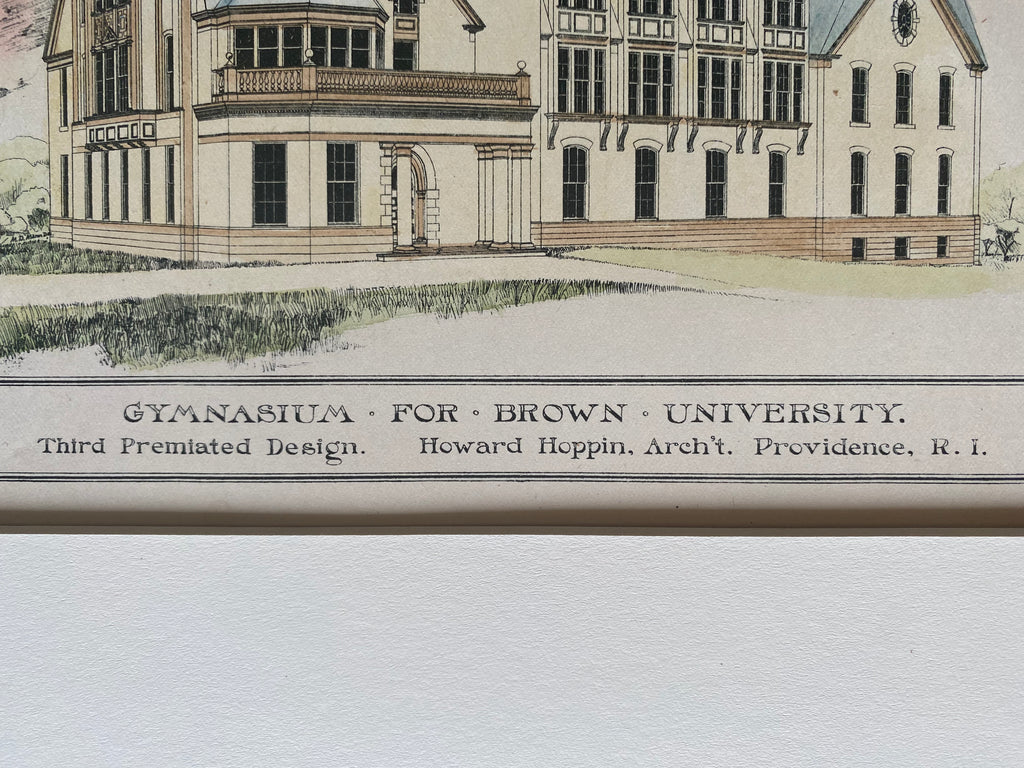 GYMNASIUM ◦ FOR ◦ BROWN ◦ UNIVERSITY.
Third Premiated Design. Howard Hoppin, Arch't. Providence, R. I.